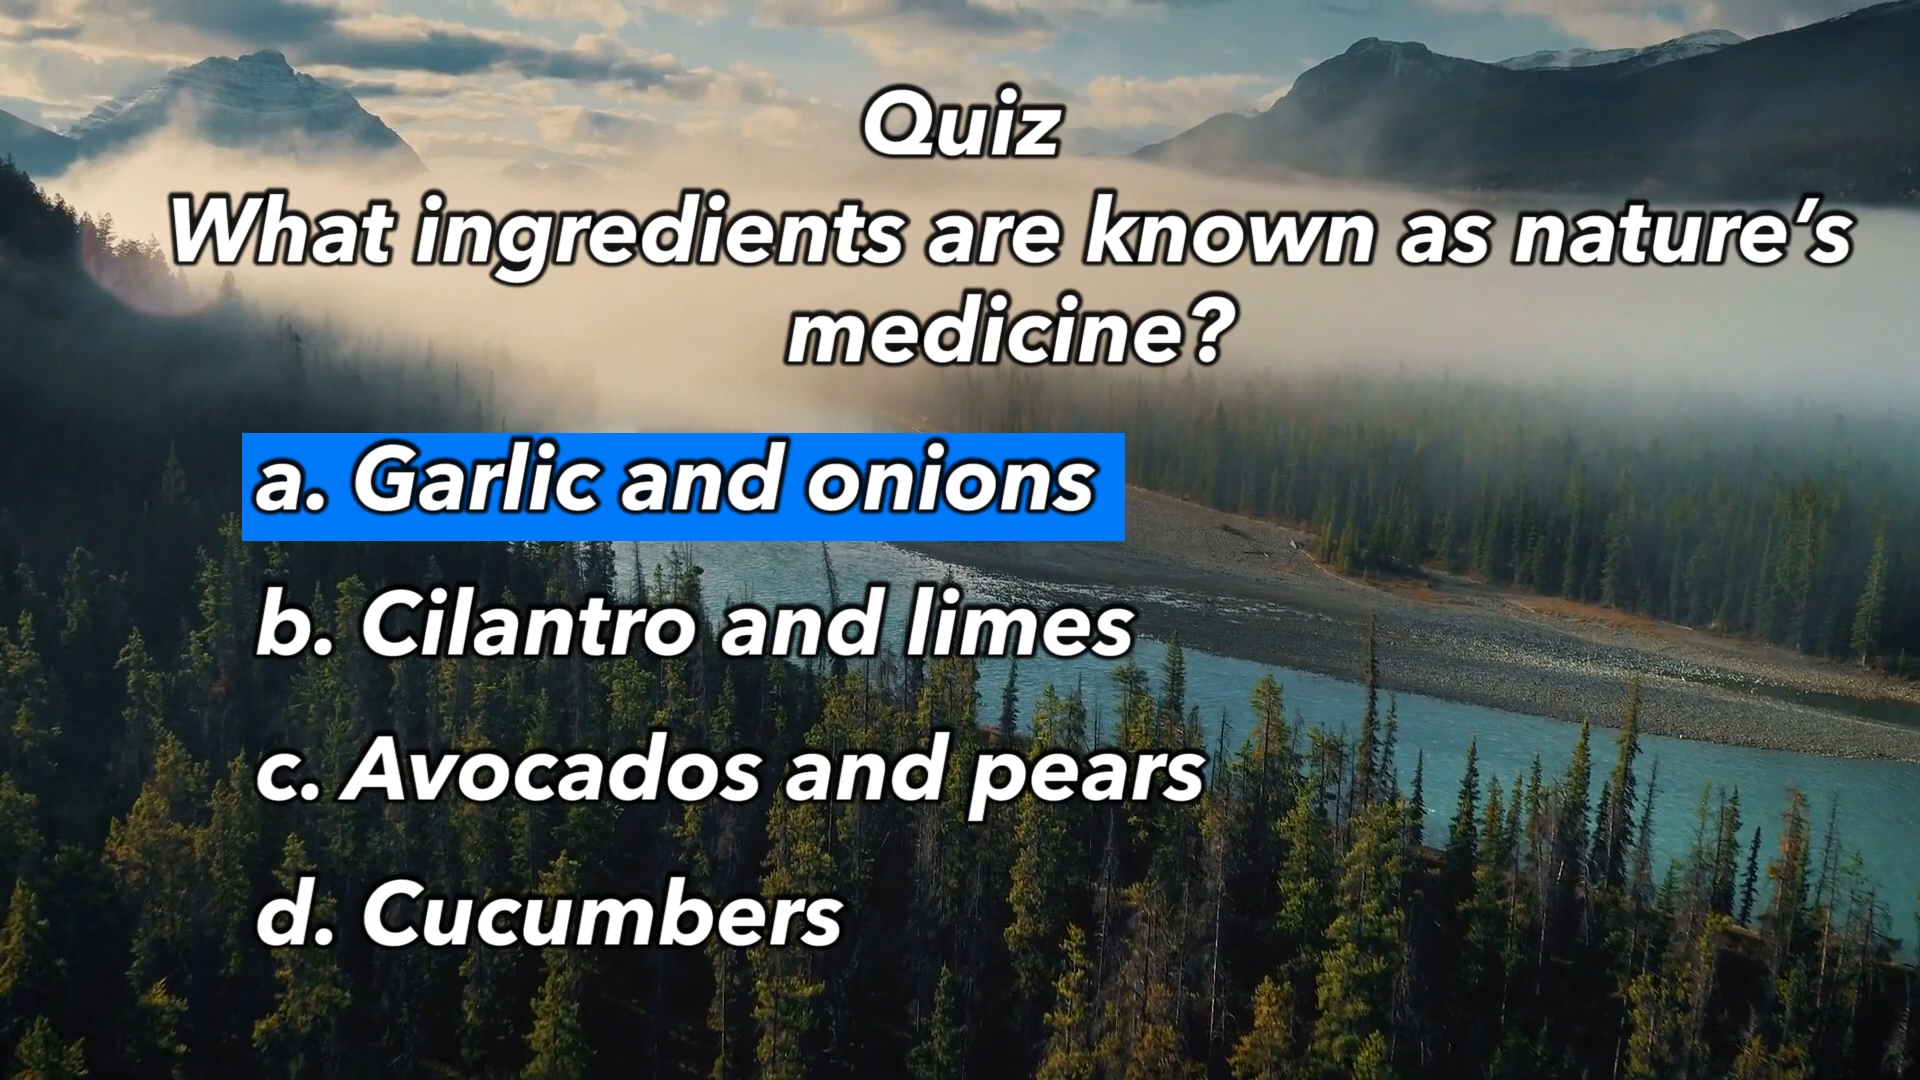 Quiz
What ingredients are known as nature’s
medicine?
a. Garlic and onions
b. Cilantro and limes
c. Avocados and pears
d. Cucumbers